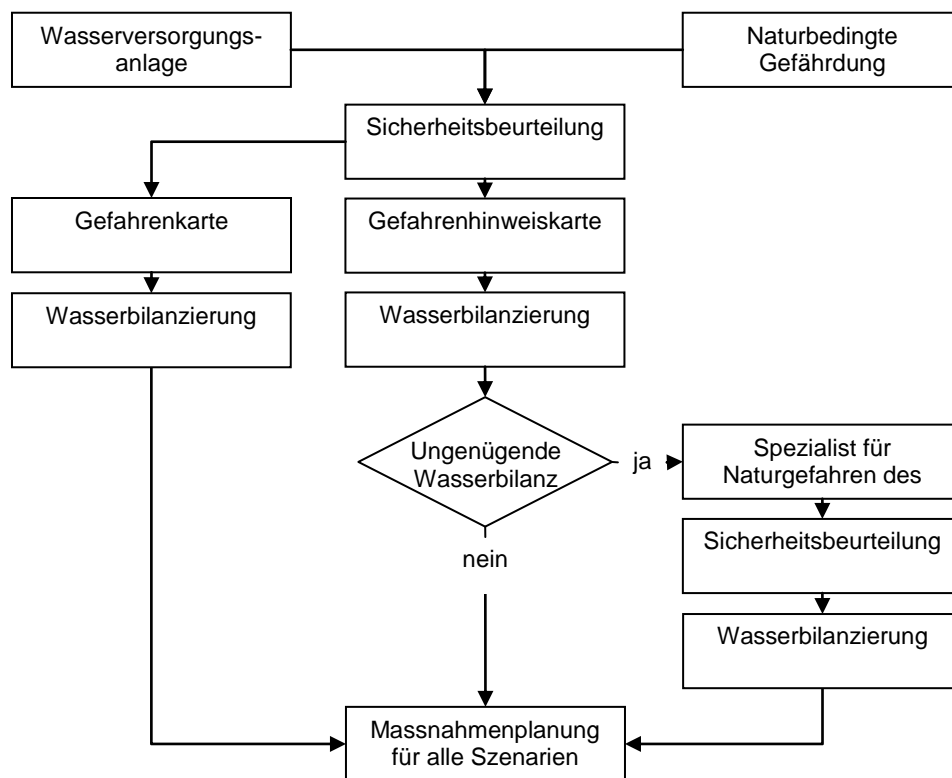 Wasserversorgungs-
anlage
Naturbedingte
Gefährdung
Sicherheitsbeurteilung
Gefahrenkarte
Gefahrenhinweiskarte
Wasserbilanzierung
Wasserbilanzierung
Ungenügende
Wasserbilanz
ja
Spezialist für
Naturgefahren des
nein
Sicherheitsbeurteilung
Wasserbilanzierung
Massnahmenplanung
für alle Szenarien